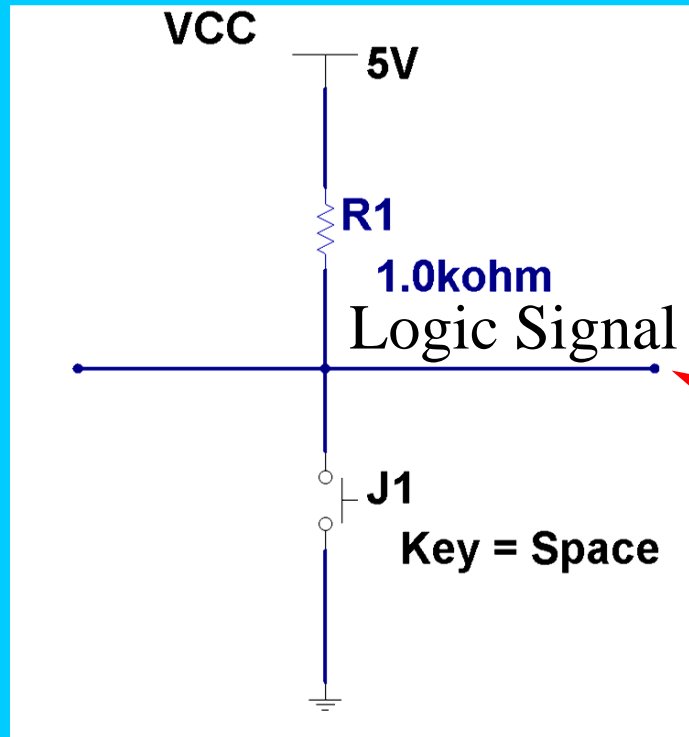 VCC
5V
R1
1.0kohm
Logic Signal
J1
Key = Space